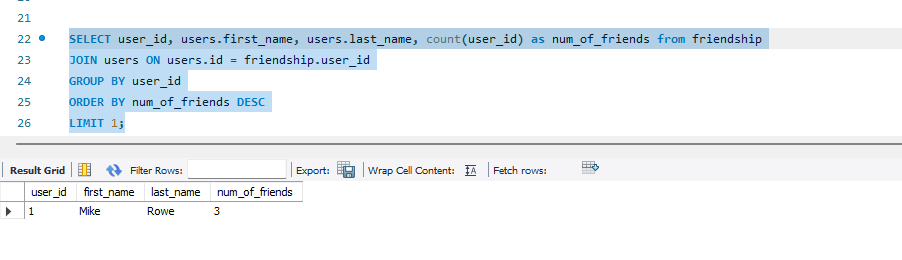 21
22 SELECT user_id, users.first_name, users.last_name, count(user_id) as num_of_friends from friendship
23 JOIN users ON users.id = friendship.user_id
24 GROUP BY user_id
25 ORDER BY num_of_friends DESC
26 LIMIT 1;
Result Grid Filter Rows: Export: Wrap Cell Content: IA Fetch rows:
user_id first_name last_name num_of_friends
1 Mike Rowe 3